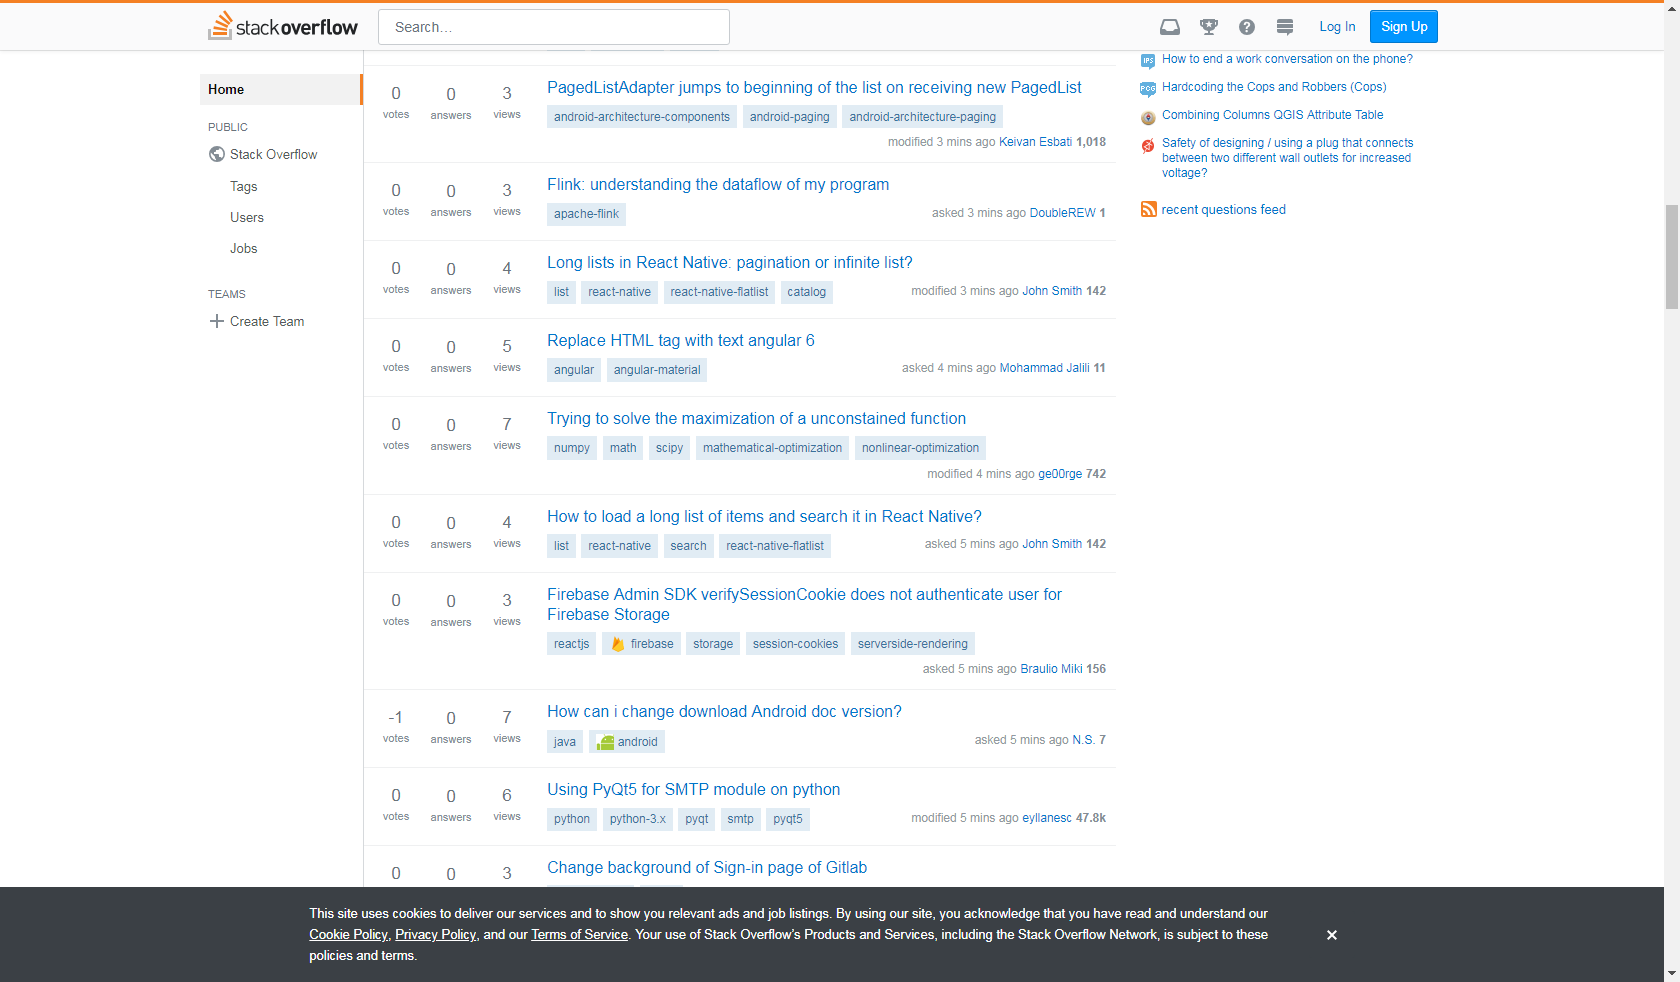 stackoverflow
Search...
Log In
Sign Up
Home
PUBLIC
Stack Overflow
Tags
Users
Jobs
TEAMS
Create Team
0 votes 0 answers 3 views
PagedListAdapter jumps to beginning of the list on receiving new PagedList
android-architecture-components android-paging android-architecture-paging
modified 3 mins ago Keivan Esbati 1,018
0 votes 0 answers 3 views
Flink: understanding the dataflow of my program
apache-flink
asked 3 mins ago DoubleREW 1
0 votes 0 answers 4 views
Long lists in React Native: pagination or infinite list?
list react-native react-native-flatlist catalog
modified 3 mins ago John Smith 142
0 votes 0 answers 5 views
Replace HTML tag with text angular 6
angular angular-material
asked 4 mins ago Mohammad Jalili 11
0 votes 0 answers 7 views
Trying to solve the maximization of a unconstained function
numpy math scipy mathematical-optimization nonlinear-optimization
modified 4 mins ago ge00rge 742
0 votes 0 answers 4 views
How to load a long list of items and search it in React Native?
list react-native search react-native-flatlist
asked 5 mins ago John Smith 142
0 votes 0 answers 3 views
Firebase Admin SDK verifySessionCookie does not authenticate user for
Firebase Storage
reactjs firebase storage session-cookies serverside-rendering
asked 5 mins ago Braulio Miki 156
-1 votes 0 answers 7 views
How can i change download Android doc version?
java android
asked 5 mins ago N.S. 7
0 votes 0 answers 6 views
Using PyQt5 for SMTP module on python
python python-3.x pyqt smtp pyqt5
modified 5 mins ago eyllanesc 47.8k
0 0 3
Change background of Sign-in page of Gitlab
IPS How to end a work conversation on the phone?
PCG Hardcoding the Cops and Robbers (Cops)
Combining Columns QGIS Attribute Table
Safety of designing / using a plug that connects
between two different wall outlets for increased
voltage?
recent questions feed
This site uses cookies to deliver our services and to show you relevant ads and job listings. By using our site, you acknowledge that you have read and understand our
Cookie Policy, Privacy Policy, and our Terms of Service. Your use of Stack Overflow's Products and Services, including the Stack Overflow Network, is subject to these
policies and terms.